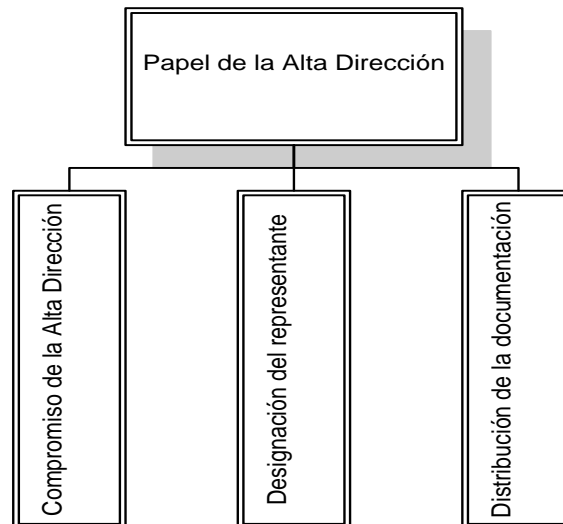 Papel de la Alta Dirección
Compromiso de la Alta Dirección
Designación del representante
Distribución de la documentación